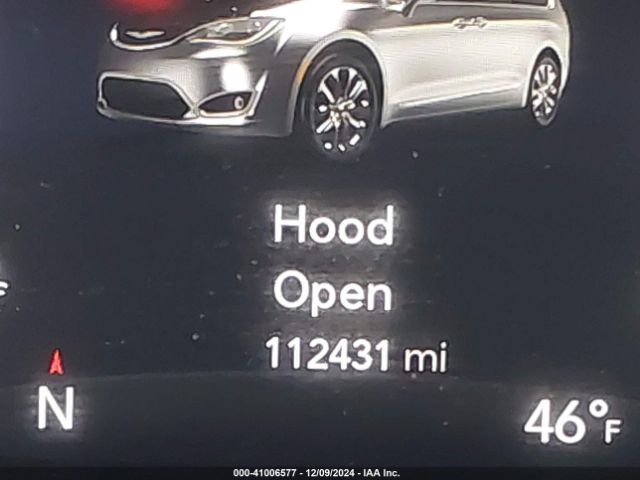 Hood
Open
112431 mi
F
N
46°F
000-41006577 - 12/09/2024 - IAA Inc.